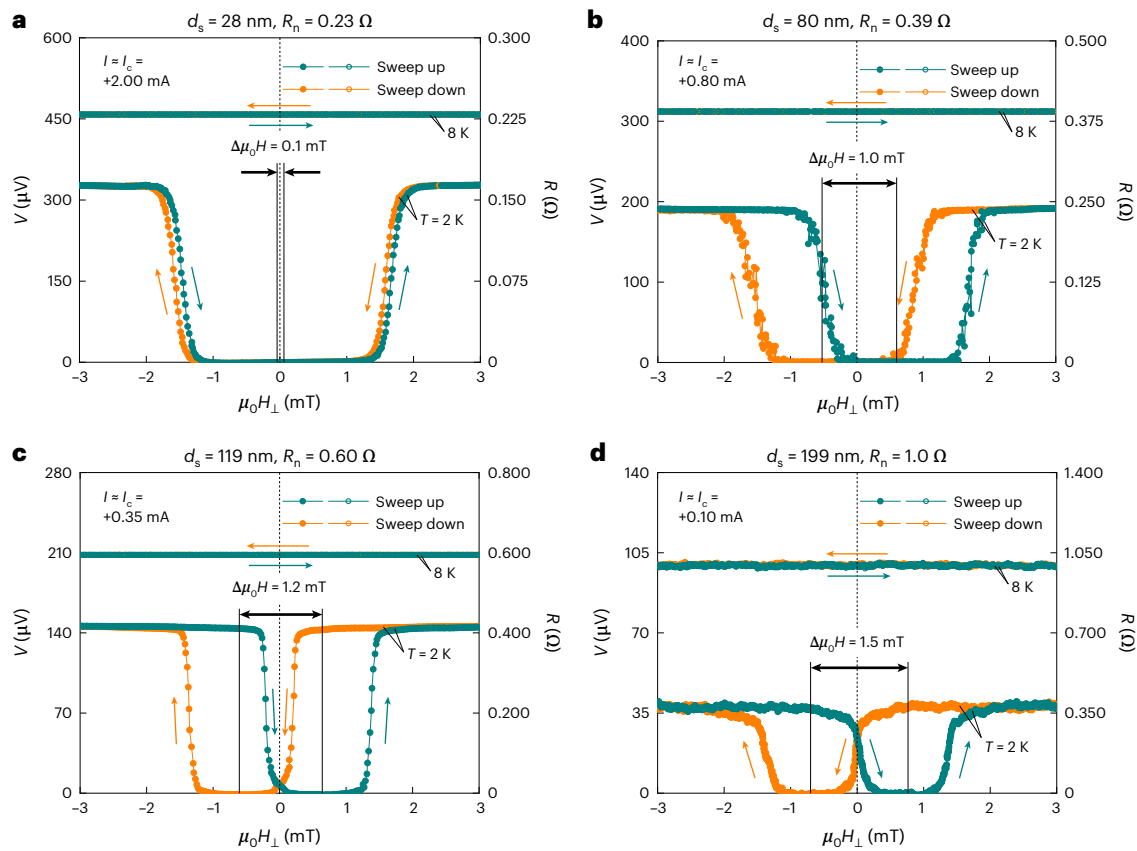 a
d_s = 28 nm, R_n = 0.23 Ω
600
450
300
150
0
V (μV)
0.300
0.225
0.150
0.075
0
R (Ω)
I ≈ I_c =
+2.00 mA
Sweep up
Sweep down
8 K
Δμ₀H = 0.1 mT
T = 2 K
−3 −2 −1 0 1 2 3
μ₀H⊥ (mT)
b
d_s = 80 nm, R_n = 0.39 Ω
400
300
200
100
0
V (μV)
0.500
0.375
0.250
0.125
0
R (Ω)
I ≈ I_c =
+0.80 mA
Sweep up
Sweep down
8 K
Δμ₀H = 1.0 mT
T = 2 K
−3 −2 −1 0 1 2 3
μ₀H⊥ (mT)
c
d_s = 119 nm, R_n = 0.60 Ω
280
210
140
70
0
V (μV)
0.800
0.600
0.400
0.200
0
R (Ω)
I ≈ I_c =
+0.35 mA
Sweep up
Sweep down
8 K
Δμ₀H = 1.2 mT
T = 2 K
−3 −2 −1 0 1 2 3
μ₀H⊥ (mT)
d
d_s = 199 nm, R_n = 1.0 Ω
140
105
70
35
0
V (μV)
1.400
1.050
0.700
0.350
0
R (Ω)
I ≈ I_c =
+0.10 mA
Sweep up
Sweep down
8 K
Δμ₀H = 1.5 mT
T = 2 K
−3 −2 −1 0 1 2 3
μ₀H⊥ (mT)